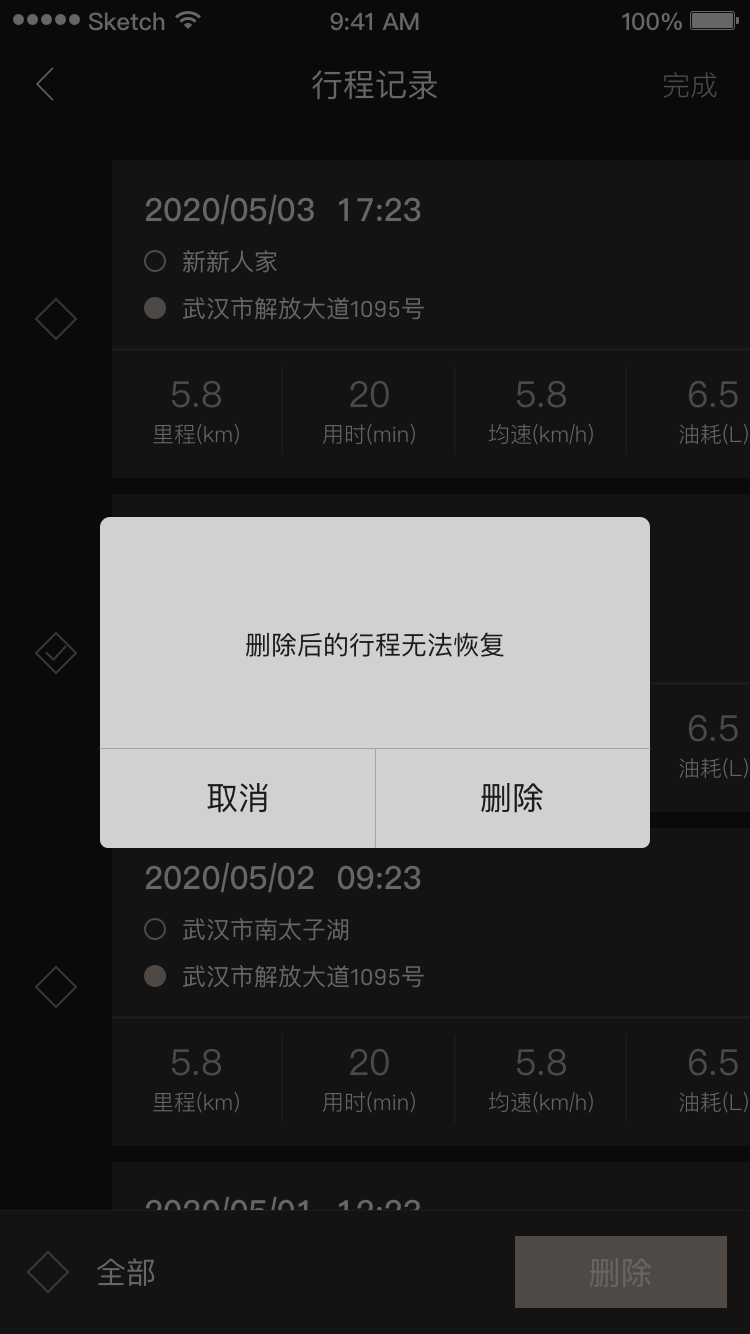 Sketch 9:41 AM 100%
行程记录 完成
2020/05/03 17:23
新新人家
武汉市解放大道1095号
5.8 20 5.8 6.5
里程(km) 用时(min) 均速(km/h) 油耗(L)
删除后的行程无法恢复
6.5
油耗(L)
取消 删除
2020/05/02 09:23
武汉市南太子湖
武汉市解放大道1095号
5.8 20 5.8 6.5
里程(km) 用时(min) 均速(km/h) 油耗(L)
2020/05/01 12:23
全部 删除